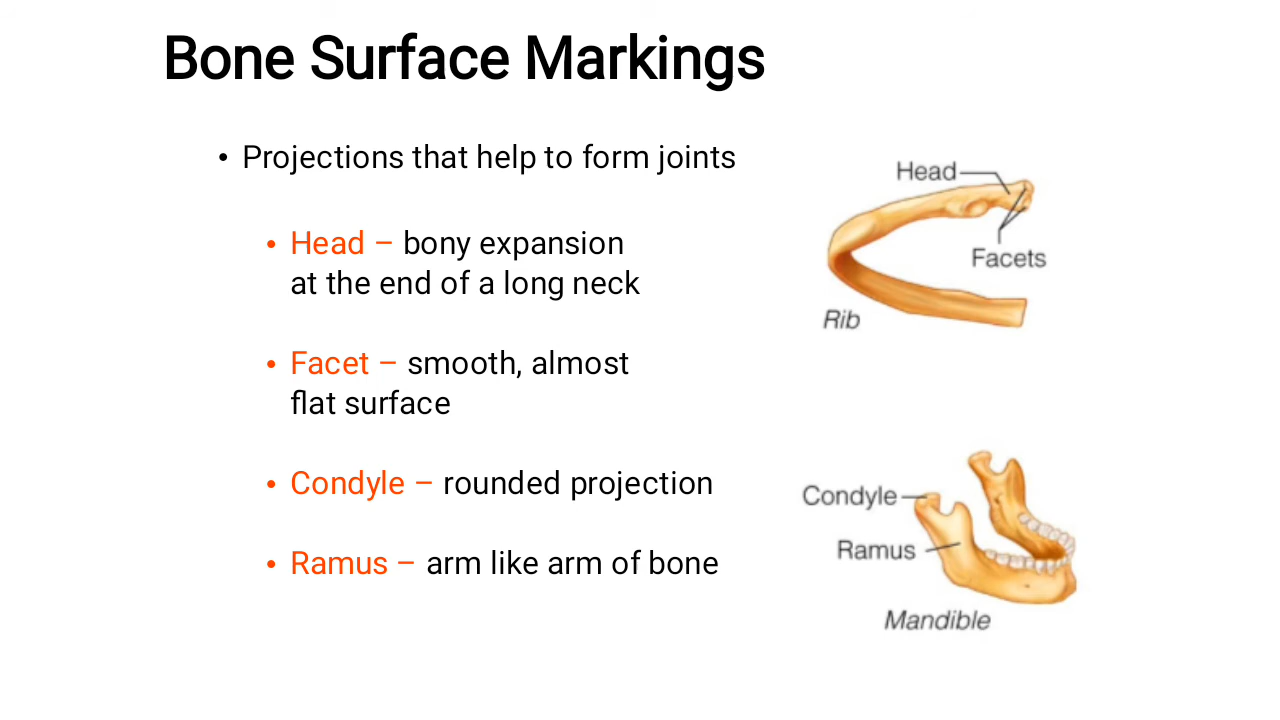 Bone Surface Markings
• Projections that help to form joints
• Head – bony expansion
at the end of a long neck
• Facet – smooth, almost
flat surface
• Condyle – rounded projection
• Ramus – arm like arm of bone
Head
Facets
Rib
Condyle
Ramus
Mandible